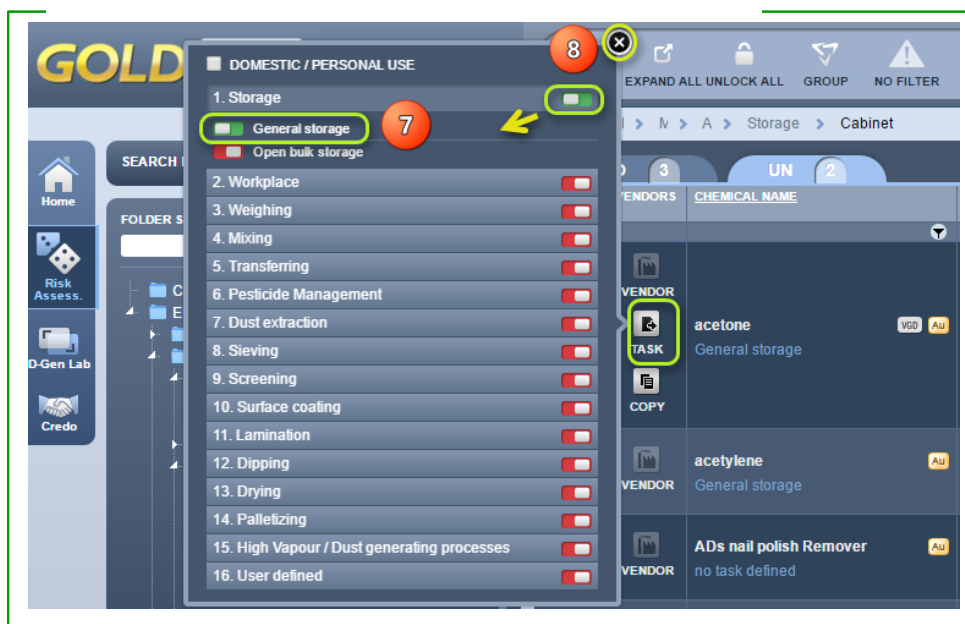 GOLD
EXPAND ALL UNLOCK ALL GROUP NO FILTER
> A > Storage > Cabinet
8
DOMESTIC / PERSONAL USE
1. Storage
General storage
7
Open bulk storage
2. Workplace
3. Weighing
4. Mixing
5. Transferring
6. Pesticide Management
7. Dust extraction
8. Sieving
9. Screening
10. Surface coating
11. Lamination
12. Dipping
13. Drying
14. Palletizing
15. High Vapour / Dust generating processes
16. User defined
Home
Risk
Assess.
D-Gen Lab
Credo
SEARCH
FOLDER S
C
E
3
UN 2
VENDORS CHEMICAL NAME
VENDOR
TASK
COPY
acetone VGD Au
General storage
VENDOR
acetylene Au
General storage
VENDOR
ADs nail polish Remover Au
no task defined